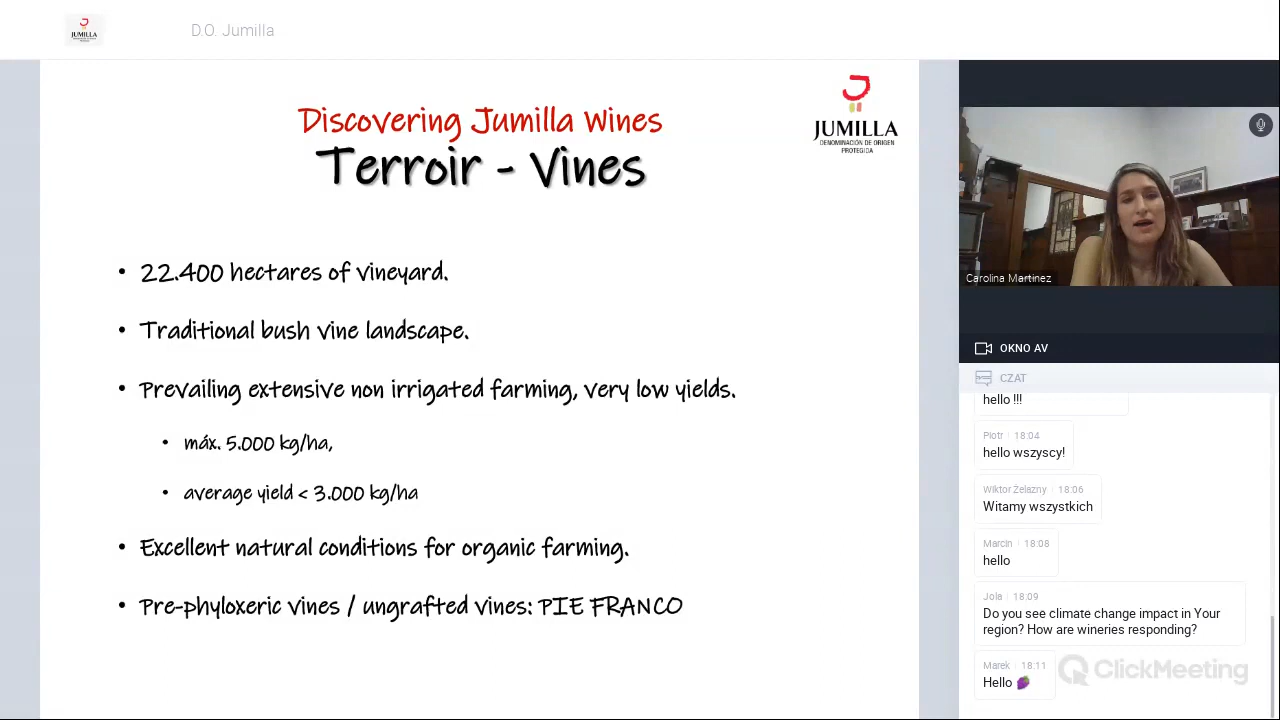 JUMILLA
D.O. Jumilla
Discovering Jumilla Wines
Terroir - Vines
JUMILLA
DENOMINACIÓN DE ORIGEN
PROTEGIDA
• 22.400 hectares of vineyard.
• Traditional bush vine landscape.
• Prevailing extensive non irrigated farming, very low yields.
• máx. 5.000 kg/ha,
• average yield < 3.000 kg/ha
• Excellent natural conditions for organic farming.
• Pre-phyloxeric vines / ungrafted vines: PIE FRANCO
Carolina Martinez
OKNO AV
CZAT
hello !!!
Piotr | 18:04
hello wszyscy!
Wiktor Żelazny | 18:06
Witamy wszystkich
Marcin | 18:08
hello
Jola | 18:09
Do you see climate change impact in Your
region? How are wineries responding?
Marek | 18:11
Hello 🍆
ClickMeeting